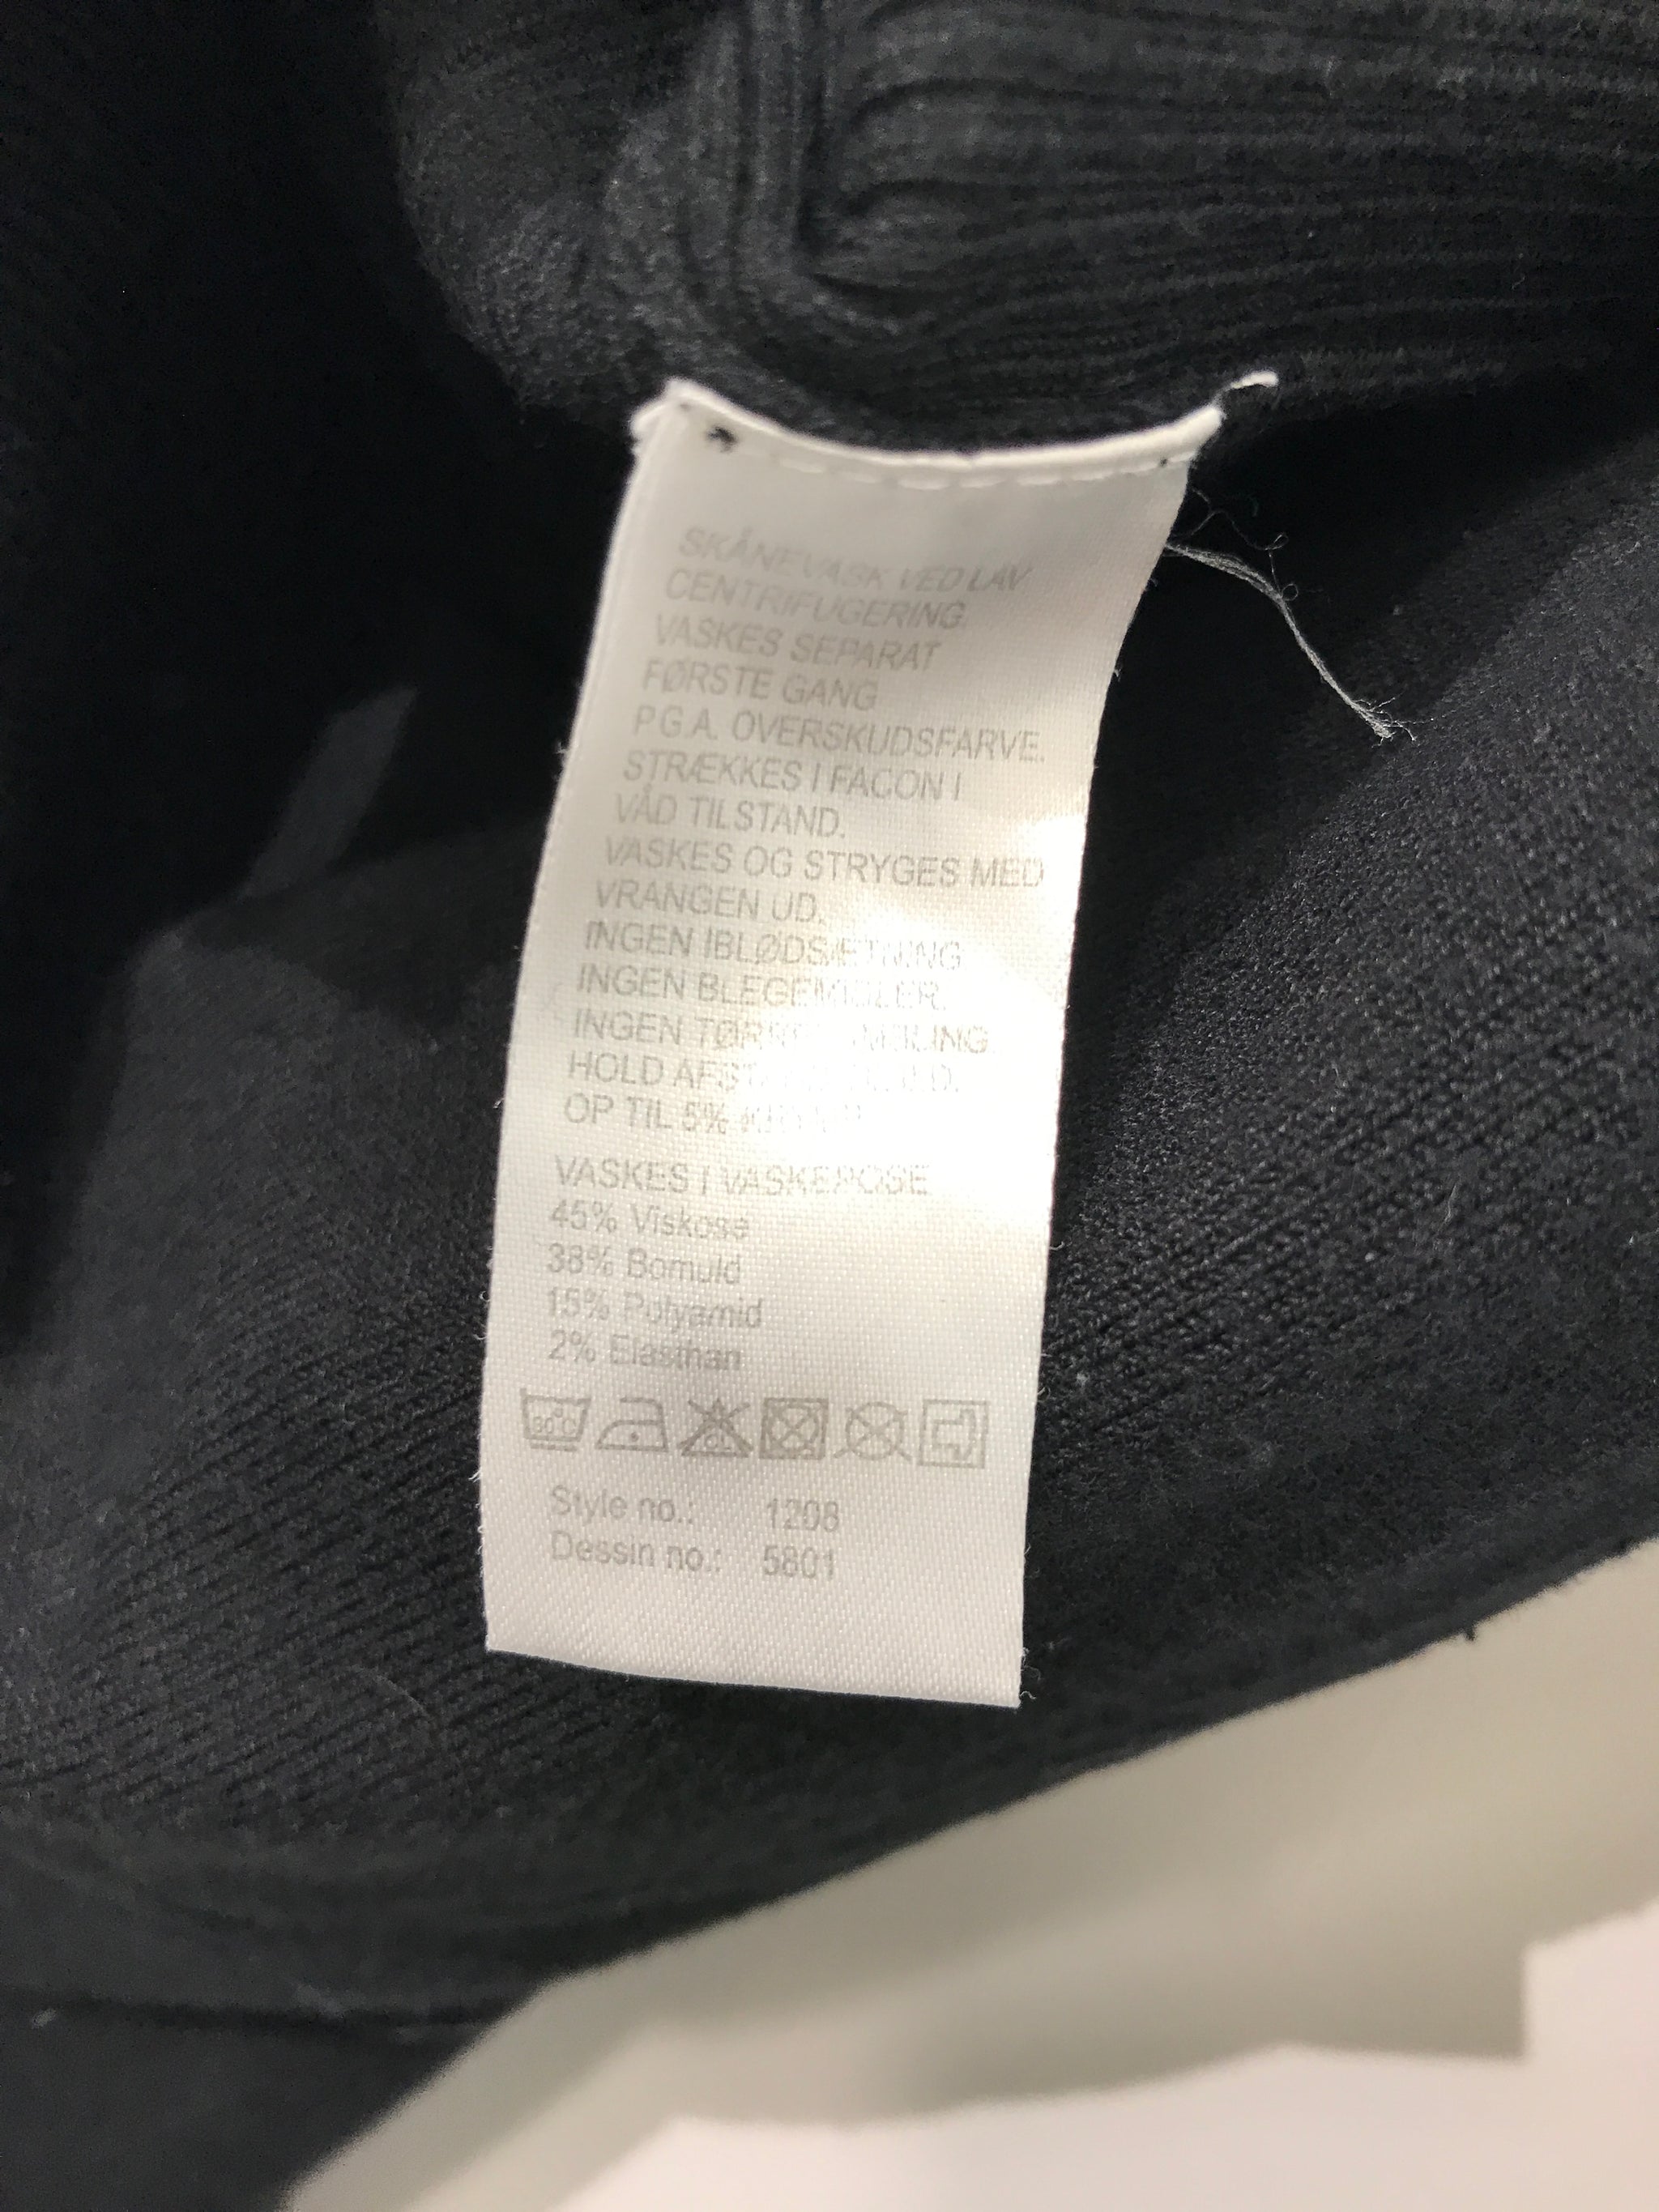 SKÅNEVASK VED LAV
CENTRIFUGERING.
VASKES SEPARAT
FØRSTE GANG
P.G.A. OVERSKUDSFARVE.
STRÆKKES I FACON I
VÅD TILSTAND.
VASKES OG STRYGES MED
VRANGEN UD.
INGEN IBLØDSÆTNING
INGEN BLEGEMIDLER.
INGEN
HOLD
OP TIL 5%
VASKES I VASKEPOSE
45% Viskose
38% Bomuld
15% Polyamid
2% Elasthan
CL
Style no.: 1208
Dessin no.: 5801